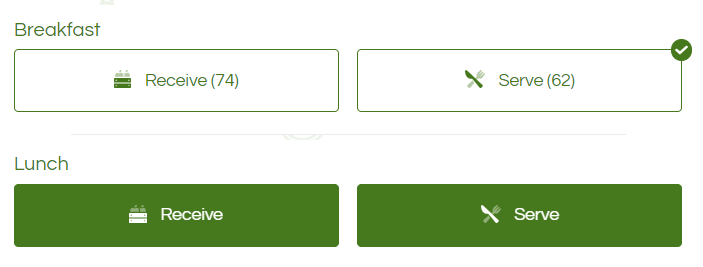 Breakfast
Receive (74)
Serve (62)
Lunch
Receive
Serve